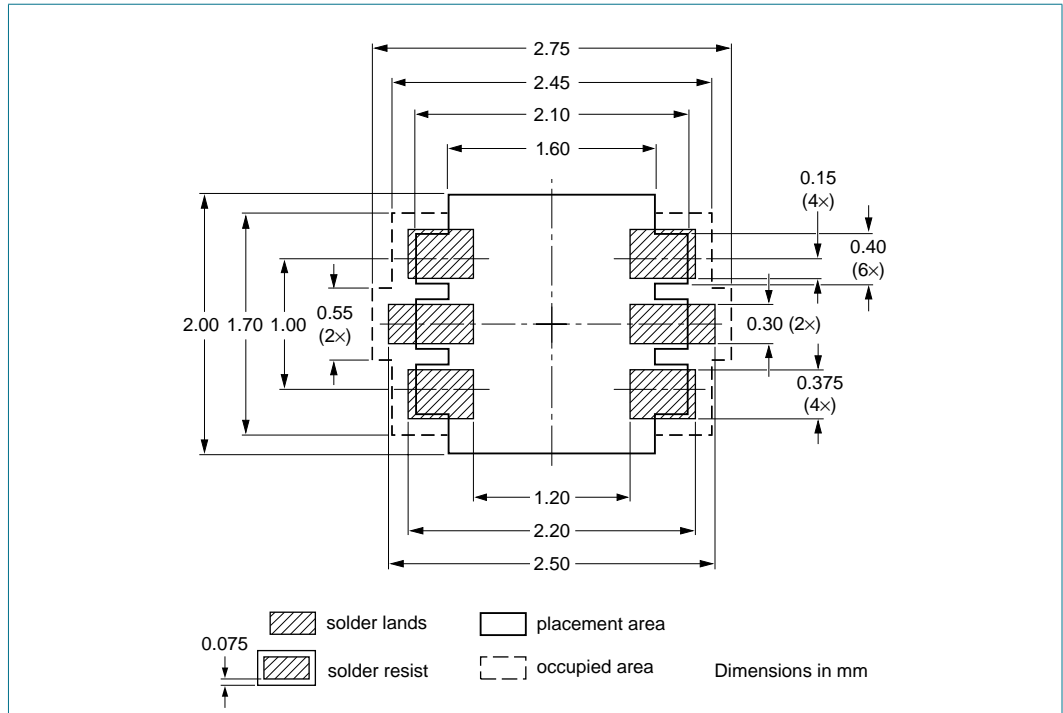 2.75
2.45
2.10
1.60
0.15
(4×)
0.40
(6×)
2.00 1.70 1.00
0.55
(2×)
0.30 (2×)
0.375
(4×)
1.20
2.20
2.50
solder lands
placement area
0.075
solder resist
occupied area
Dimensions in mm